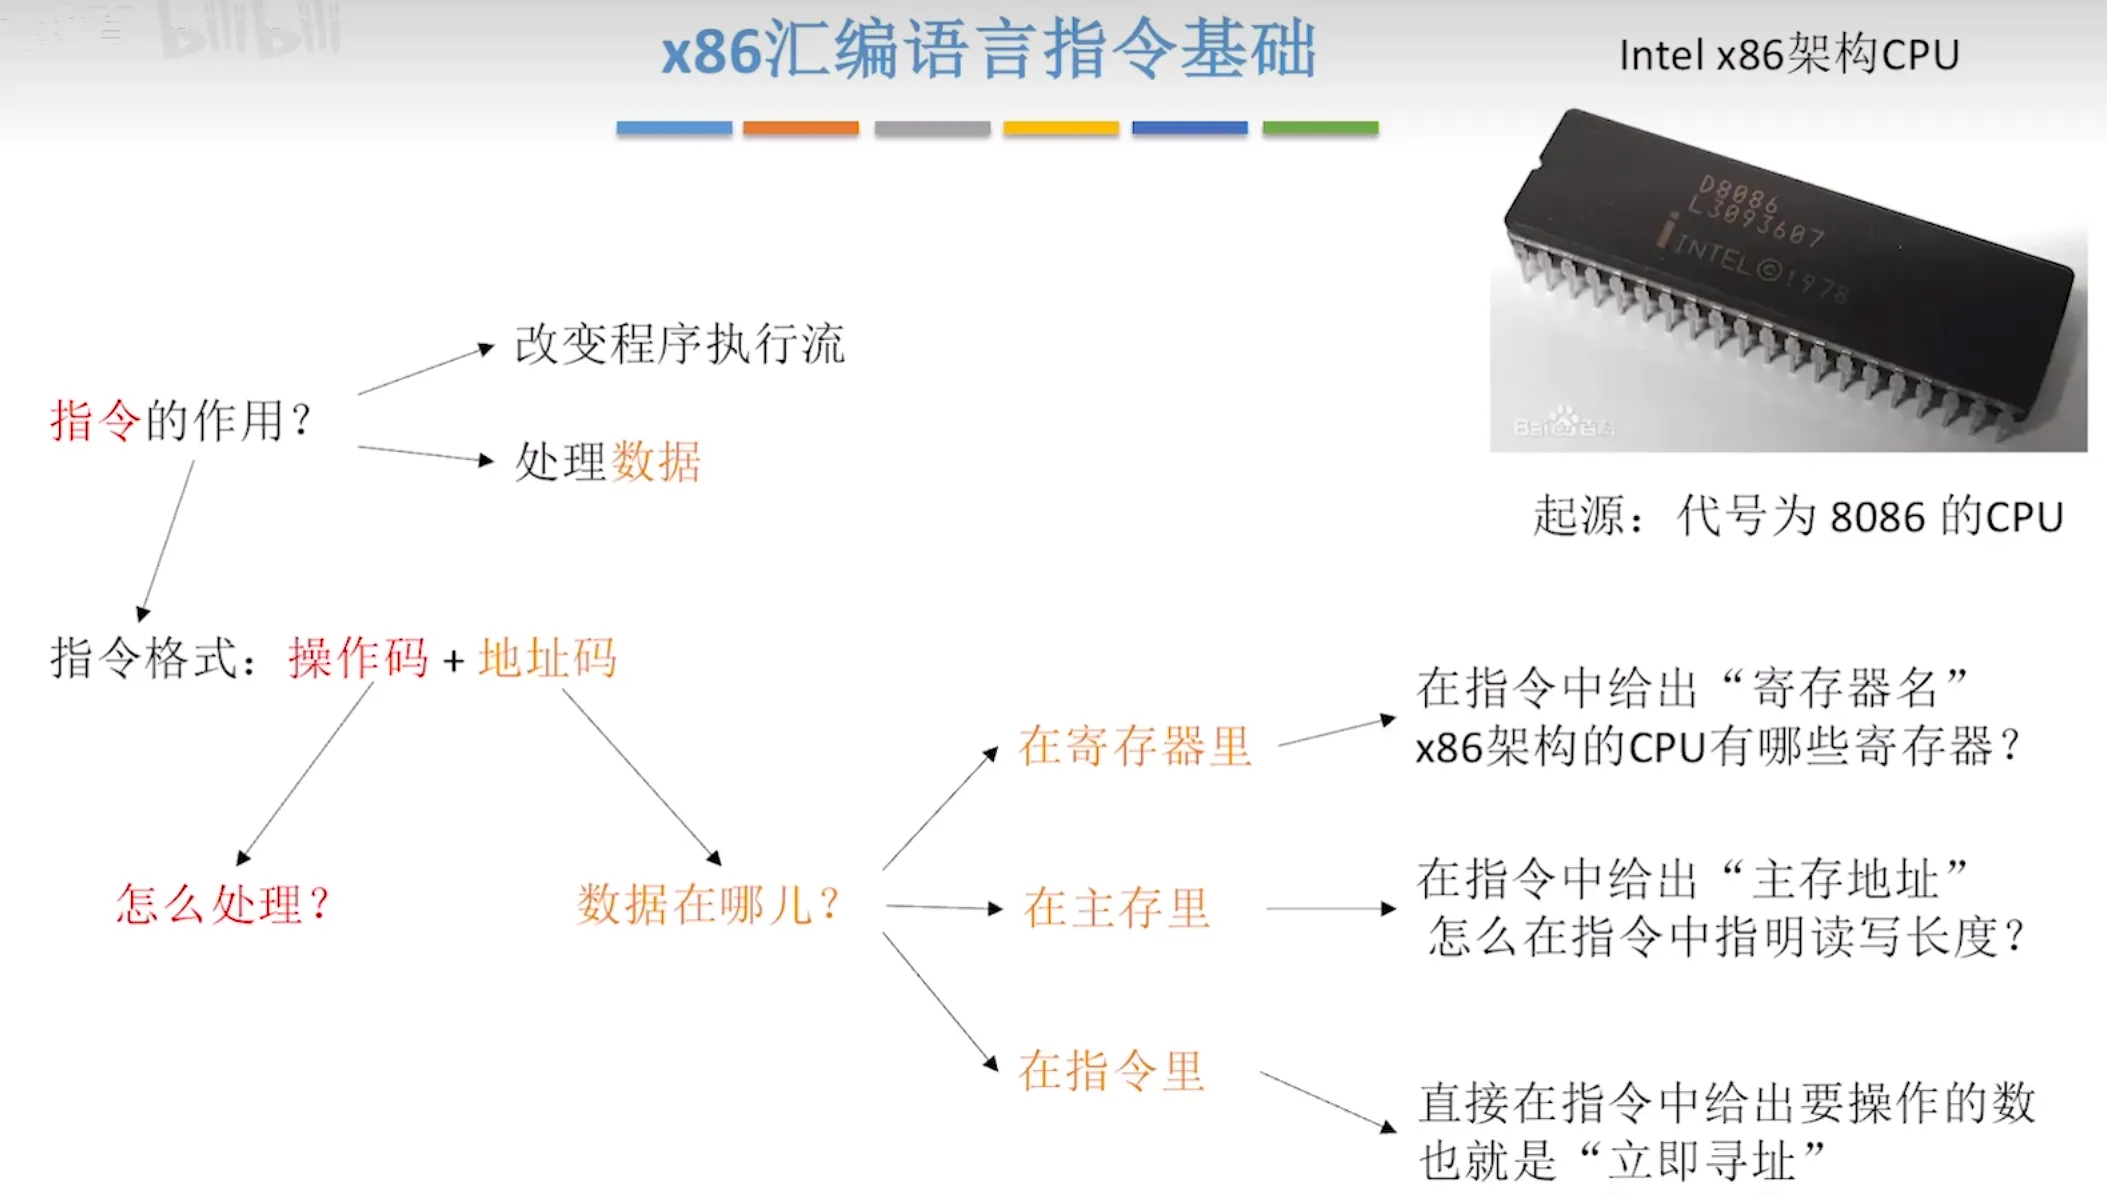 bilibili
x86汇编语言指令基础
Intel x86架构CPU
D8086
L3093607
INTEL©1978
Bai百科
起源：代号为 8086 的CPU
改变程序执行流
指令的作用？
处理数据
指令格式：操作码 + 地址码
怎么处理？
数据在哪儿？
在寄存器里
在指令中给出“寄存器名”
x86架构的CPU有哪些寄存器？
在主存里
在指令中给出“主存地址”
怎么在指令中指明读写长度？
在指令里
直接在指令中给出要操作的数
也就是“立即寻址”